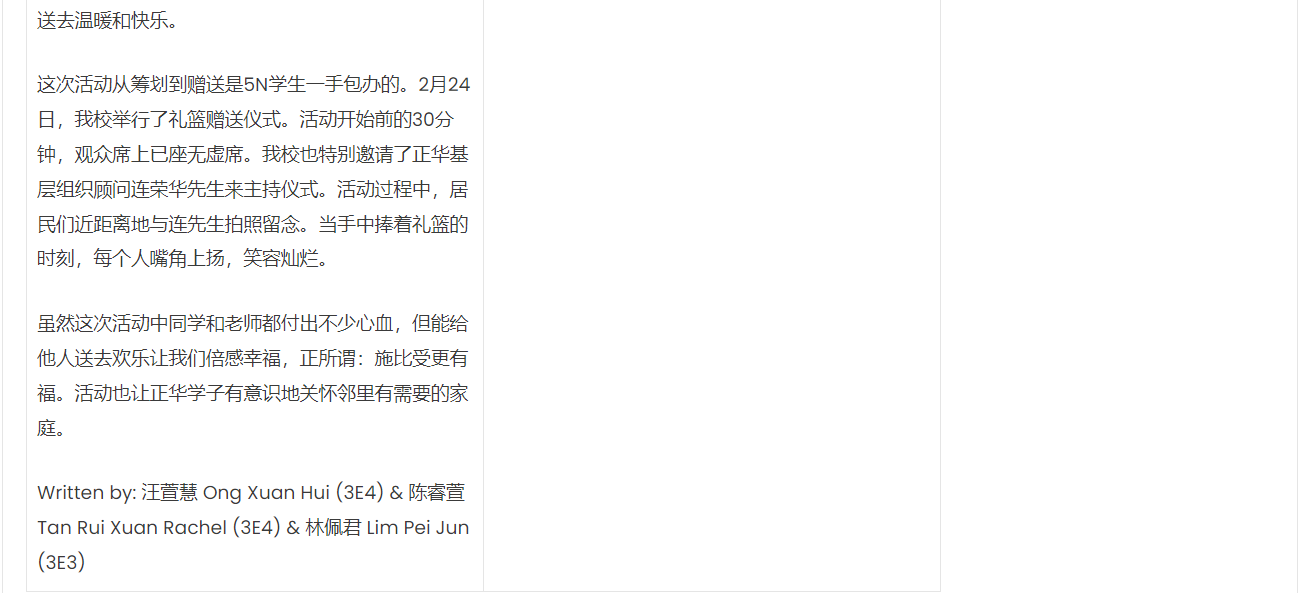 送去温暖和快乐。
这次活动从筹划到赠送是5N学生一手包办的。2月24
日，我校举行了礼篮赠送仪式。活动开始前的30分
钟，观众席上已座无虚席。我校也特别邀请了正华基
层组织顾问连荣华先生来主持仪式。活动过程中，居
民们近距离地与连先生拍照留念。当手中捧着礼篮的
时刻，每个人嘴角上扬，笑容灿烂。
虽然这次活动中同学和老师都付出不少心血，但能给
他人送去欢乐让我们倍感幸福，正所谓：施比受更有
福。活动也让正华学子有意识地关怀邻里有需要的家
庭。
Written by: 汪萱慧 Ong Xuan Hui (3E4) & 陈睿萱
Tan Rui Xuan Rachel (3E4) & 林佩君 Lim Pei Jun
(3E3)